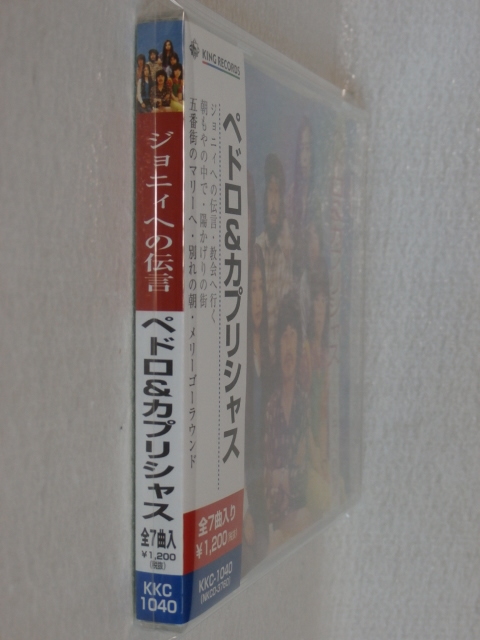 ジョニィへの伝言
ペドロ&カプリシャス
全7曲入
¥1,200
(税抜)
KKC
1040
KING RECORDS
ペドロ&カプリシャス
ジョニィへの伝言・教会へ行く
朝もやの中で・陽かげりの街
五番街のマリーへ・別れの朝・メリーゴーラウンド
全7曲入り
¥1,200
KKC-1040